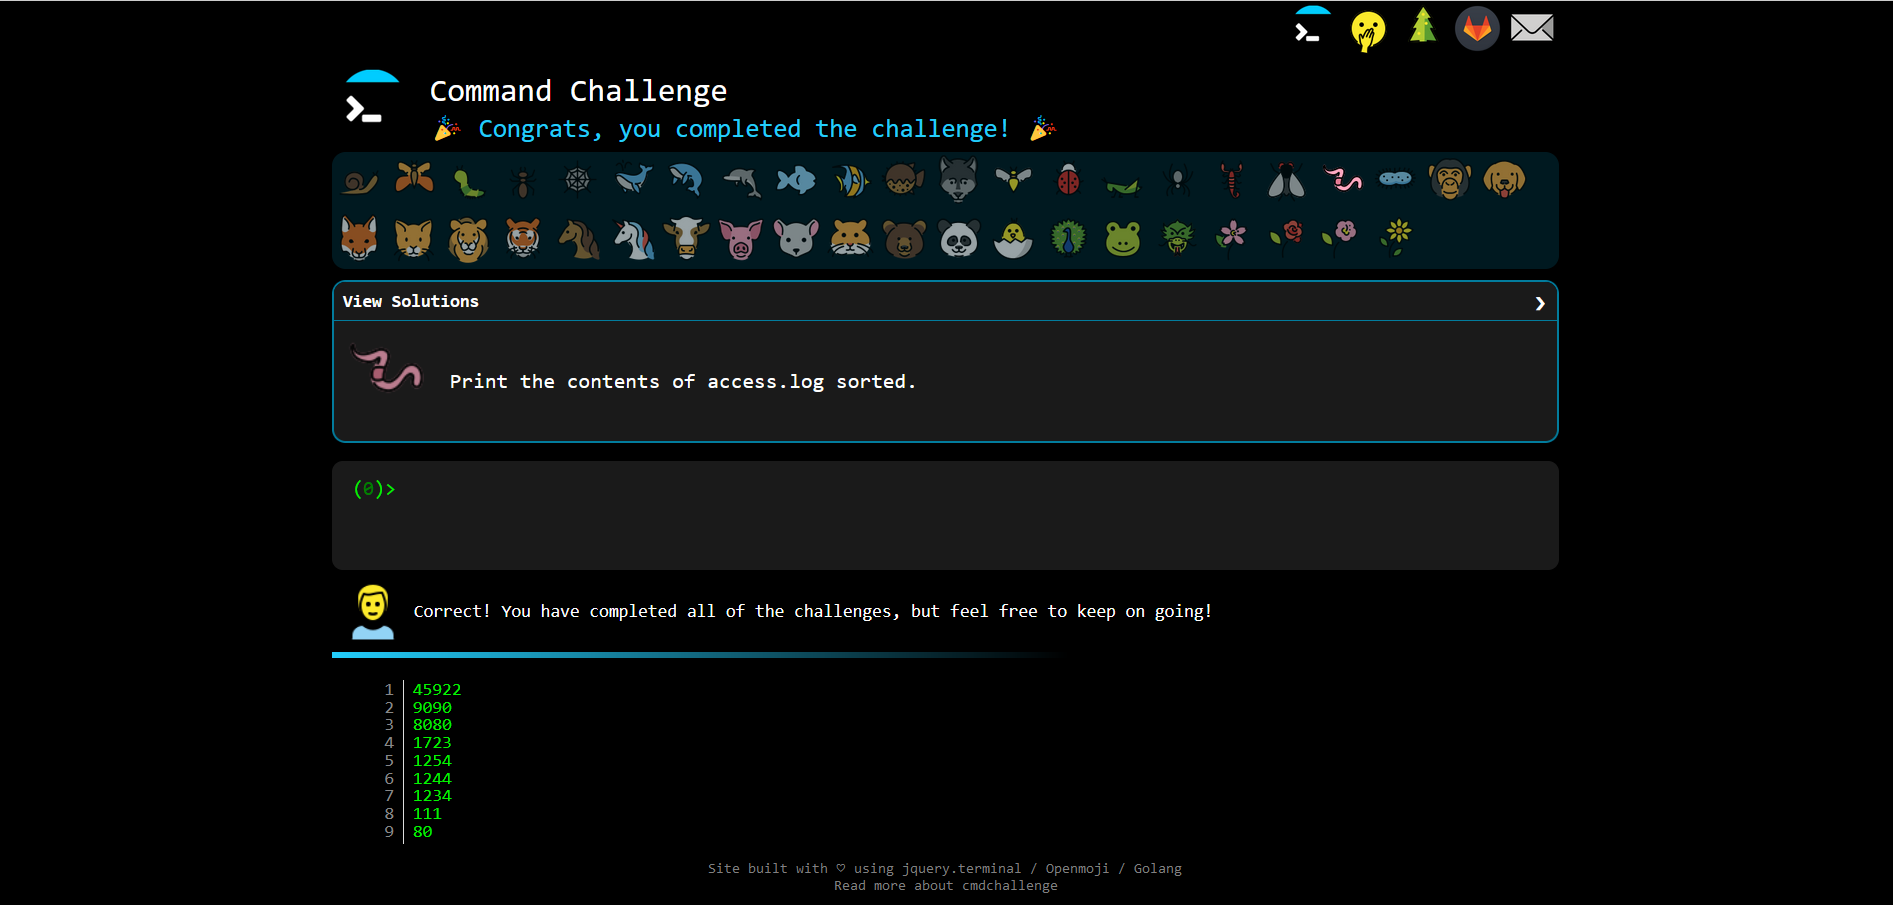 Command Challenge
🎉 Congrats, you completed the challenge! 🎉
View Solutions ❯
Print the contents of access.log sorted.
(0)>
Correct! You have completed all of the challenges, but feel free to keep on going!
1 45922
2 9090
3 8080
4 1723
5 1254
6 1244
7 1234
8 111
9 80
Site built with ♡ using jquery.terminal / Openmoji / Golang
Read more about cmdchallenge